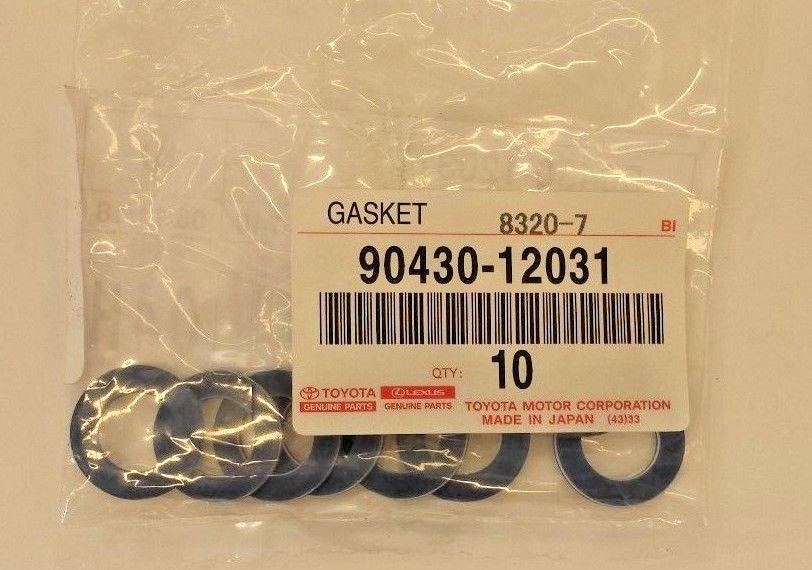 GASKET
8320-7
BI
90430-12031
QTY: 10
TOYOTA LEXUS
GENUINE PARTS GENUINE PARTS
TOYOTA MOTOR CORPORATION
MADE IN JAPAN (43)33